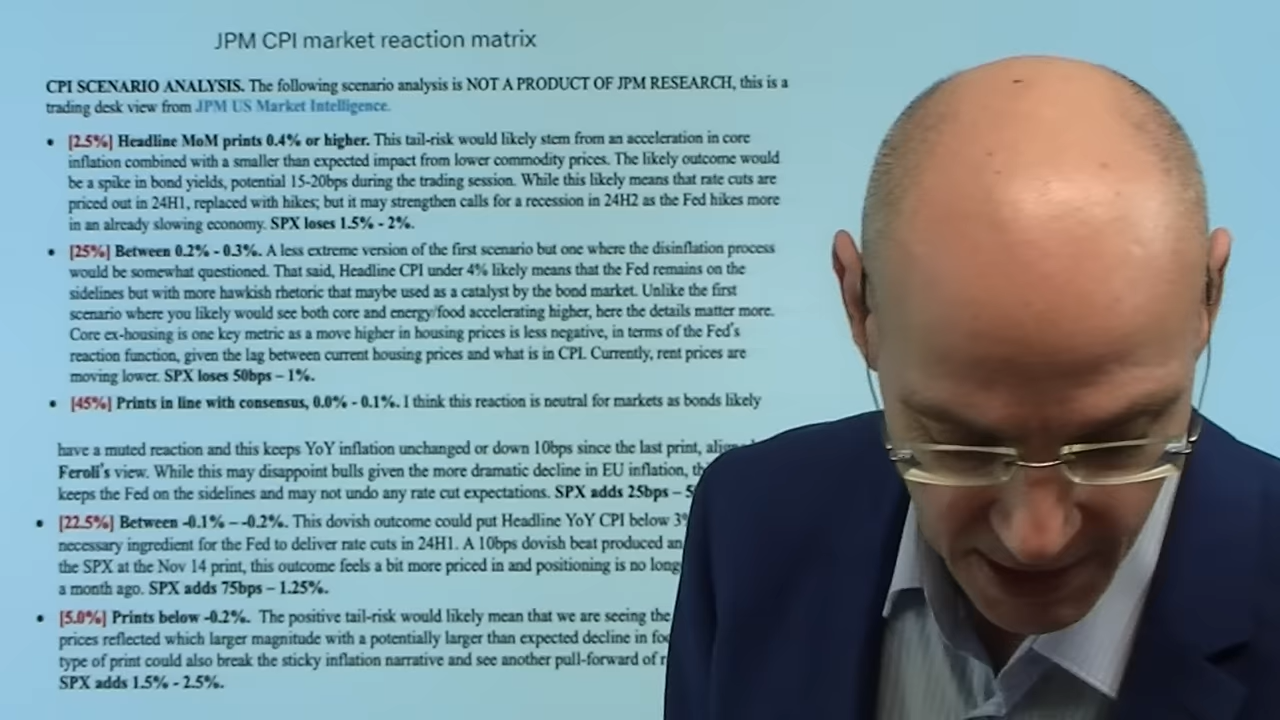 JPM CPI market reaction matrix
CPI SCENARIO ANALYSIS. The following scenario analysis is NOT A PRODUCT OF JPM RESEARCH, this is a
trading desk view from JPM US Market Intelligence.
• [2.5%] Headline MoM prints 0.4% or higher. This tail-risk would likely stem from an acceleration in core
inflation combined with a smaller than expected impact from lower commodity prices. The likely outcome would
be a spike in bond yields, potential 15-20bps during the trading session. While this likely means that rate cuts are
priced out in 24H1, replaced with hikes; but it may strengthen calls for a recession in 24H2 as the Fed hikes more
in an already slowing economy. SPX loses 1.5% - 2%.
• [25%] Between 0.2% - 0.3%. A less extreme version of the first scenario but one where the disinflation process
would be somewhat questioned. That said, Headline CPI under 4% likely means that the Fed remains on the
sidelines but with more hawkish rhetoric that maybe used as a catalyst by the bond market. Unlike the first
scenario where you likely would see both core and energy/food accelerating higher, here the details matter more.
Core ex-housing is one key metric as a move higher in housing prices is less negative, in terms of the Fed's
reaction function, given the lag between current housing prices and what is in CPI. Currently, rent prices are
moving lower. SPX loses 50bps – 1%.
• [45%] Prints in line with consensus, 0.0% - 0.1%. I think this reaction is neutral for markets as bonds likely
have a muted reaction and this keeps YoY inflation unchanged or down 10bps since the last print,
Feroli's view. While this may disappoint bulls given the more dramatic decline in EU inflation,
keeps the Fed on the sidelines and may not undo any rate cut expectations. SPX adds 25bps –
• [22.5%] Between -0.1% – -0.2%. This dovish outcome could put Headline YoY CPI below
necessary ingredient for the Fed to deliver rate cuts in 24H1. A 10bps dovish beat produced an
the SPX at the Nov 14 print, this outcome feels a bit more priced in and positioning is no
a month ago. SPX adds 75bps – 1.25%.
• [5.0%] Prints below -0.2%. The positive tail-risk would likely mean that we are seeing the
prices reflected which larger magnitude with a potentially larger than expected decline in
type of print could also break the sticky inflation narrative and see another pull-forward of
SPX adds 1.5% - 2.5%.